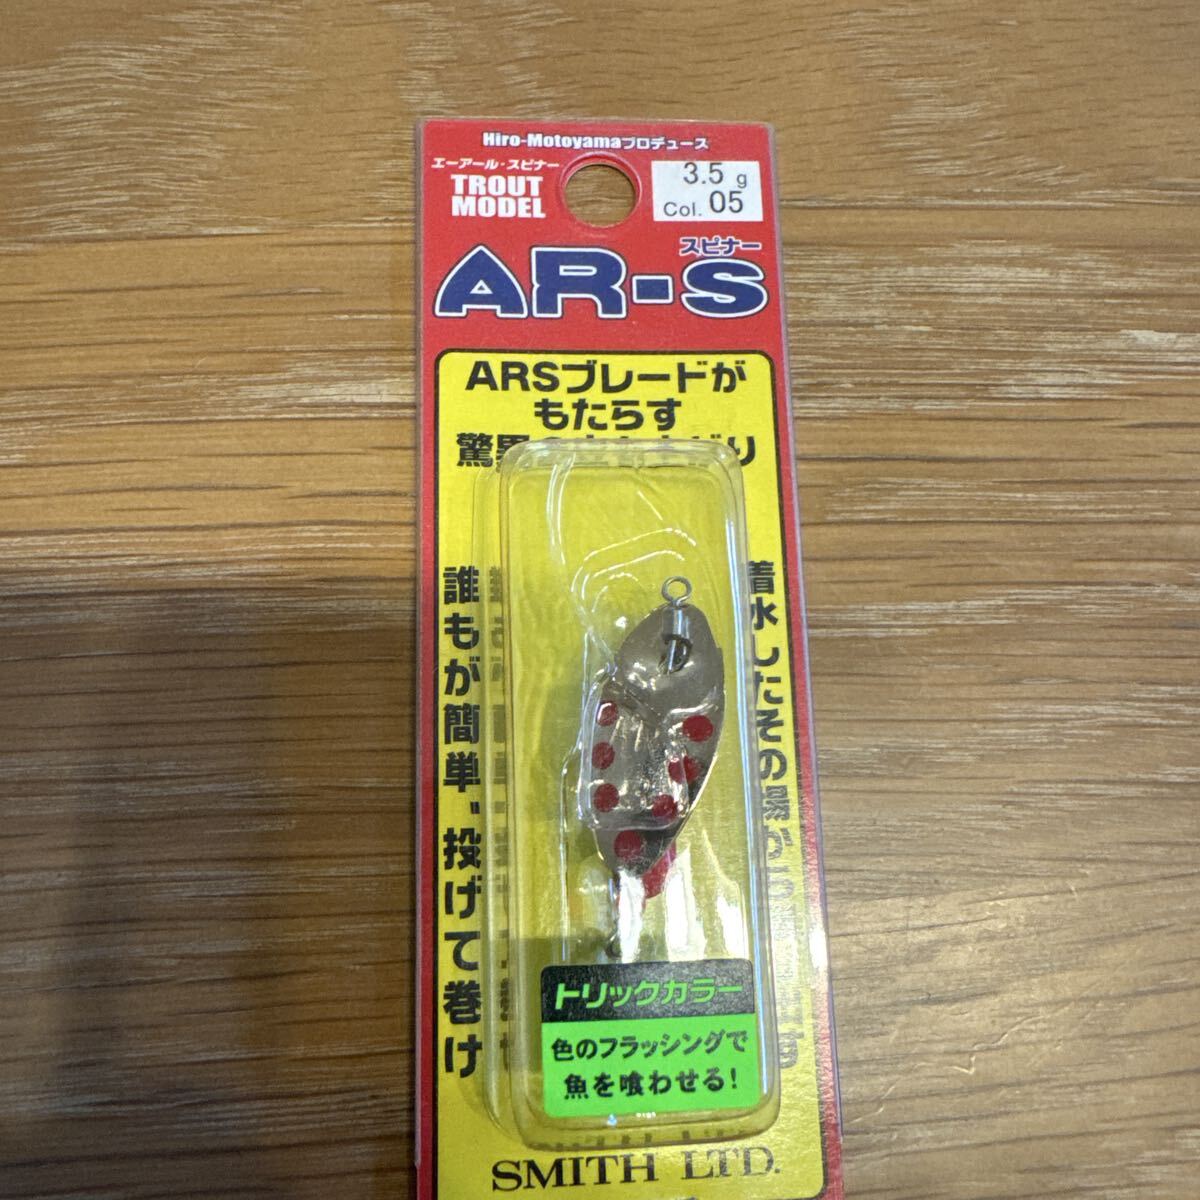 Hiro-Motoyamaプロデュース
エーアール・スピナー
TROUT
MODEL
3.5 g
Col. 05
スピナー
AR-S
ARSブレードが
もたらす
誰もが簡単、投げて巻け
着水したその場か
トリックカラー
色のフラッシングで
魚を喰わせる!
SMITH LTD.